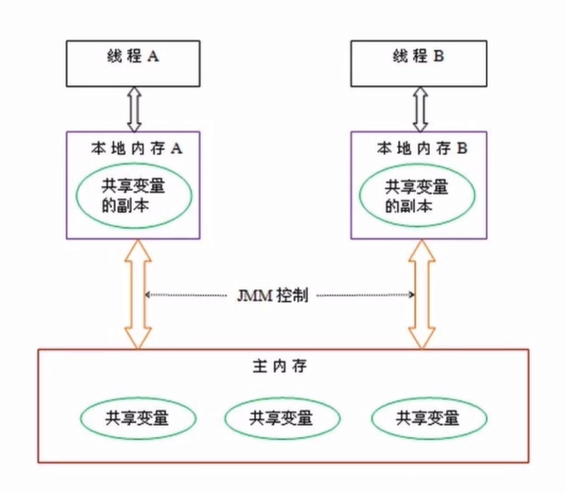 线程 A
线程 B
本地内存 A
本地内存 B
共享变量
的副本
共享变量
的副本
JMM 控制
主内存
共享变量
共享变量
共享变量